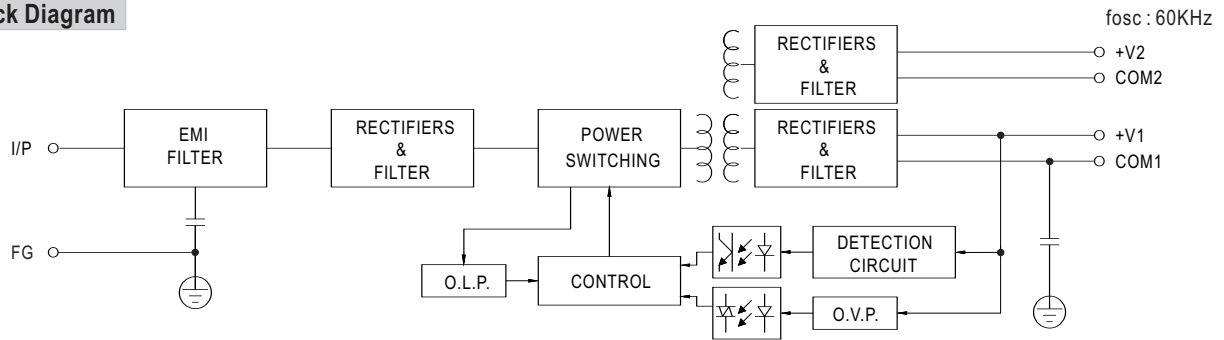 ck Diagram
fosc : 60KHz
RECTIFIERS
&
FILTER
+V2
COM2
I/P
EMI
FILTER
RECTIFIERS
&
FILTER
POWER
SWITCHING
RECTIFIERS
&
FILTER
+V1
COM1
FG
O.L.P.
CONTROL
DETECTION
CIRCUIT
O.V.P.